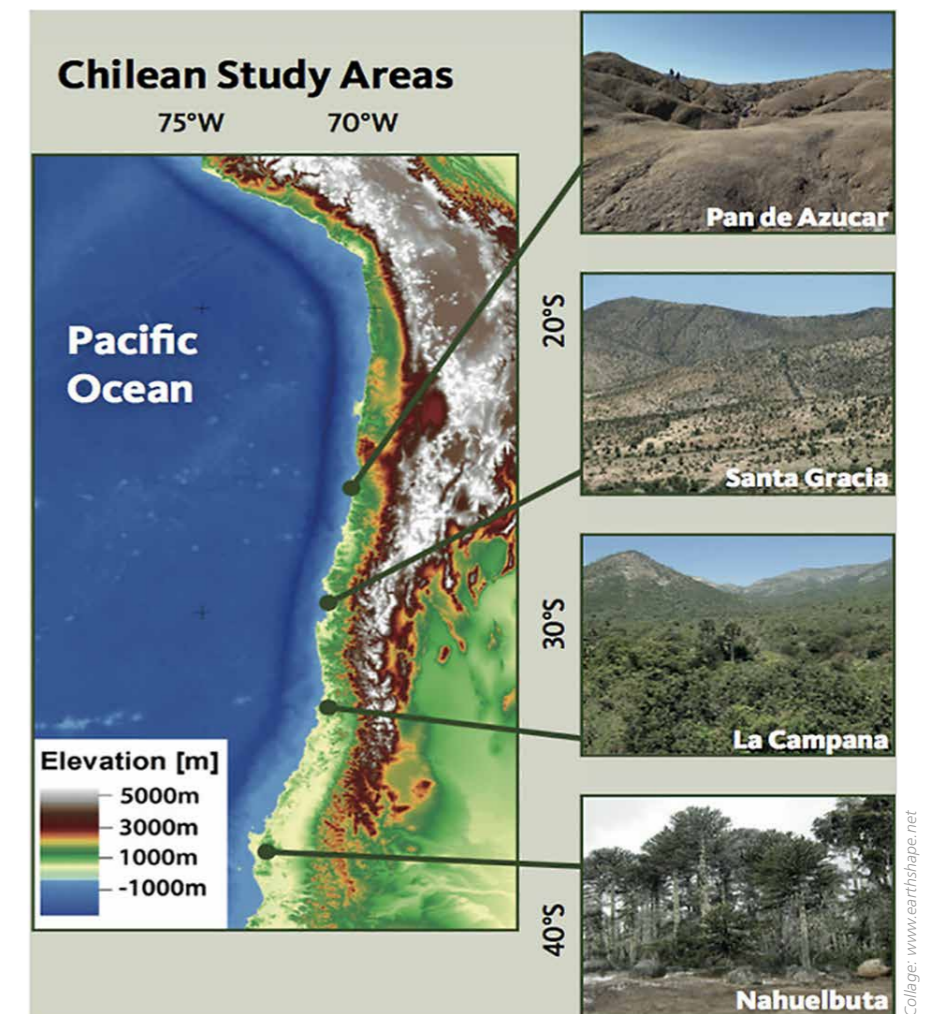 Chilean Study Areas
75°W
70°W
Pan de Azucar
20°S
Pacific
Ocean
Santa Gracia
30°S
La Campana
Elevation [m]
5000m
3000m
1000m
-1000m
40°S
Nahuelbuta
Collage: www.earthshape.net